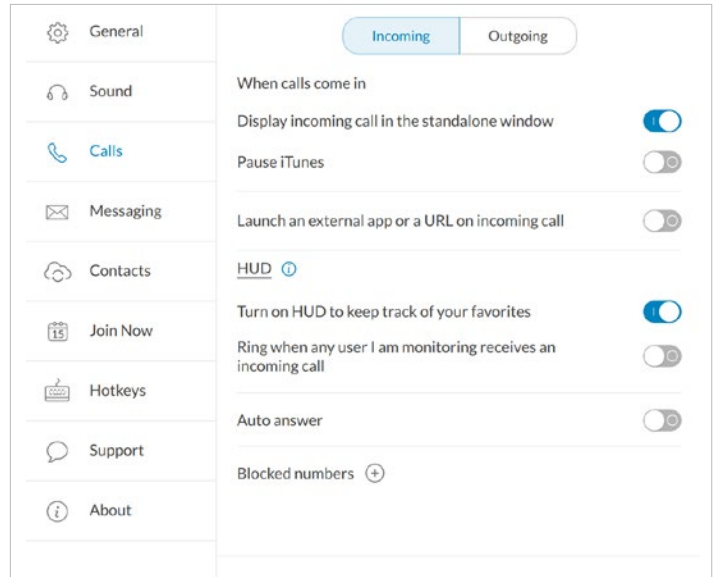 General
Sound
Calls
Messaging
Contacts
15
Join Now
Hotkeys
Support
About
Incoming
Outgoing
When calls come in
Display incoming call in the standalone window
Pause iTunes
Launch an external app or a URL on incoming call
HUD
Turn on HUD to keep track of your favorites
Ring when any user I am monitoring receives an
incoming call
Auto answer
Blocked numbers